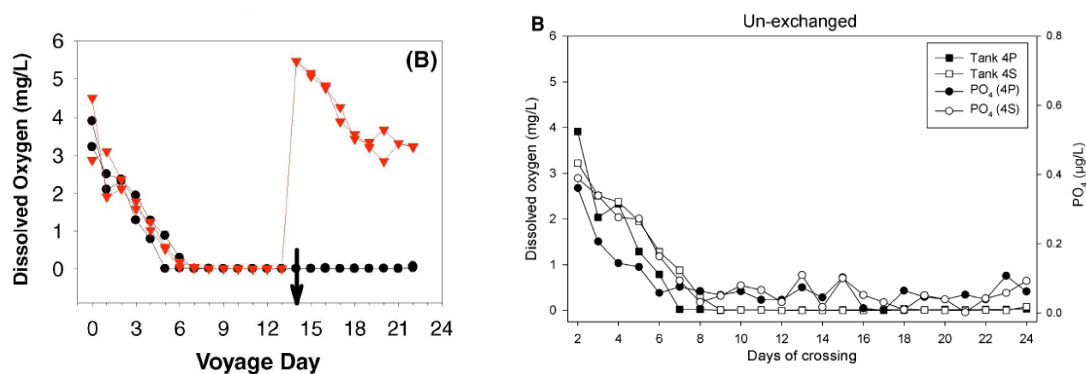 (B)
Dissolved Oxygen (mg/L)
6
5
4
3
2
1
0
0 3 6 9 12 15 18 21 24
Voyage Day
B
Un-exchanged
Dissolved oxygen (mg/L)
6
5
4
3
2
1
0
Tank 4P
Tank 4S
PO4 (4P)
PO4 (4S)
0.8
0.6
0.4
0.2
0.0
PO4 (µg/L)
2 4 6 8 10 12 14 16 18 20 22 24
Days of crossing